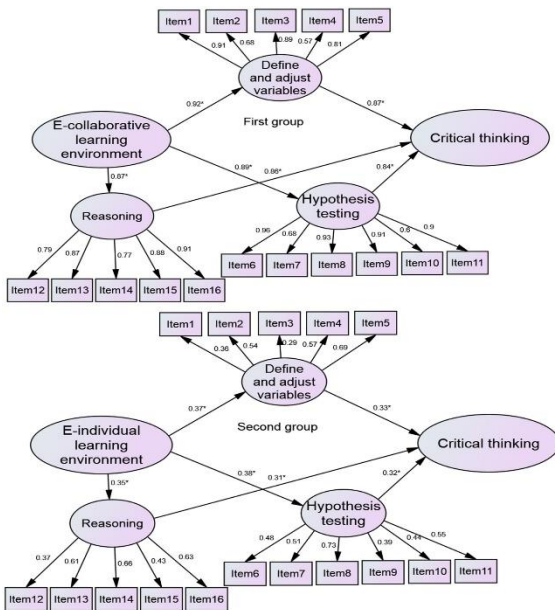 Item1 Item2 Item3 Item4 Item5
0.91 0.68 0.89 0.57 0.81
Define
and adjust
variables
0.92* 0.87*
First group
E-collaborative
learning
environment
Critical thinking
0.89* 0.86* 0.84*
0.87*
Hypothesis
testing
Reasoning
0.96 0.68 0.93 0.91 0.6 0.9
0.79 0.87 0.77 0.88 0.91
Item6 Item7 Item8 Item9 Item10 Item11
Item12 Item13 Item14 Item15 Item16
Item1 Item2 Item3 Item4 Item5
0.36 0.54 0.29 0.57 0.69
Define
and adjust
variables
0.37* 0.33*
Second group
E-individual
learning
environment
Critical thinking
0.38* 0.31* 0.32*
0.35*
Hypothesis
testing
Reasoning
0.48 0.51 0.73 0.39 0.44 0.55
0.37 0.61 0.66 0.43 0.63
Item6 Item7 Item8 Item9 Item10 Item11
Item12 Item13 Item14 Item15 Item16